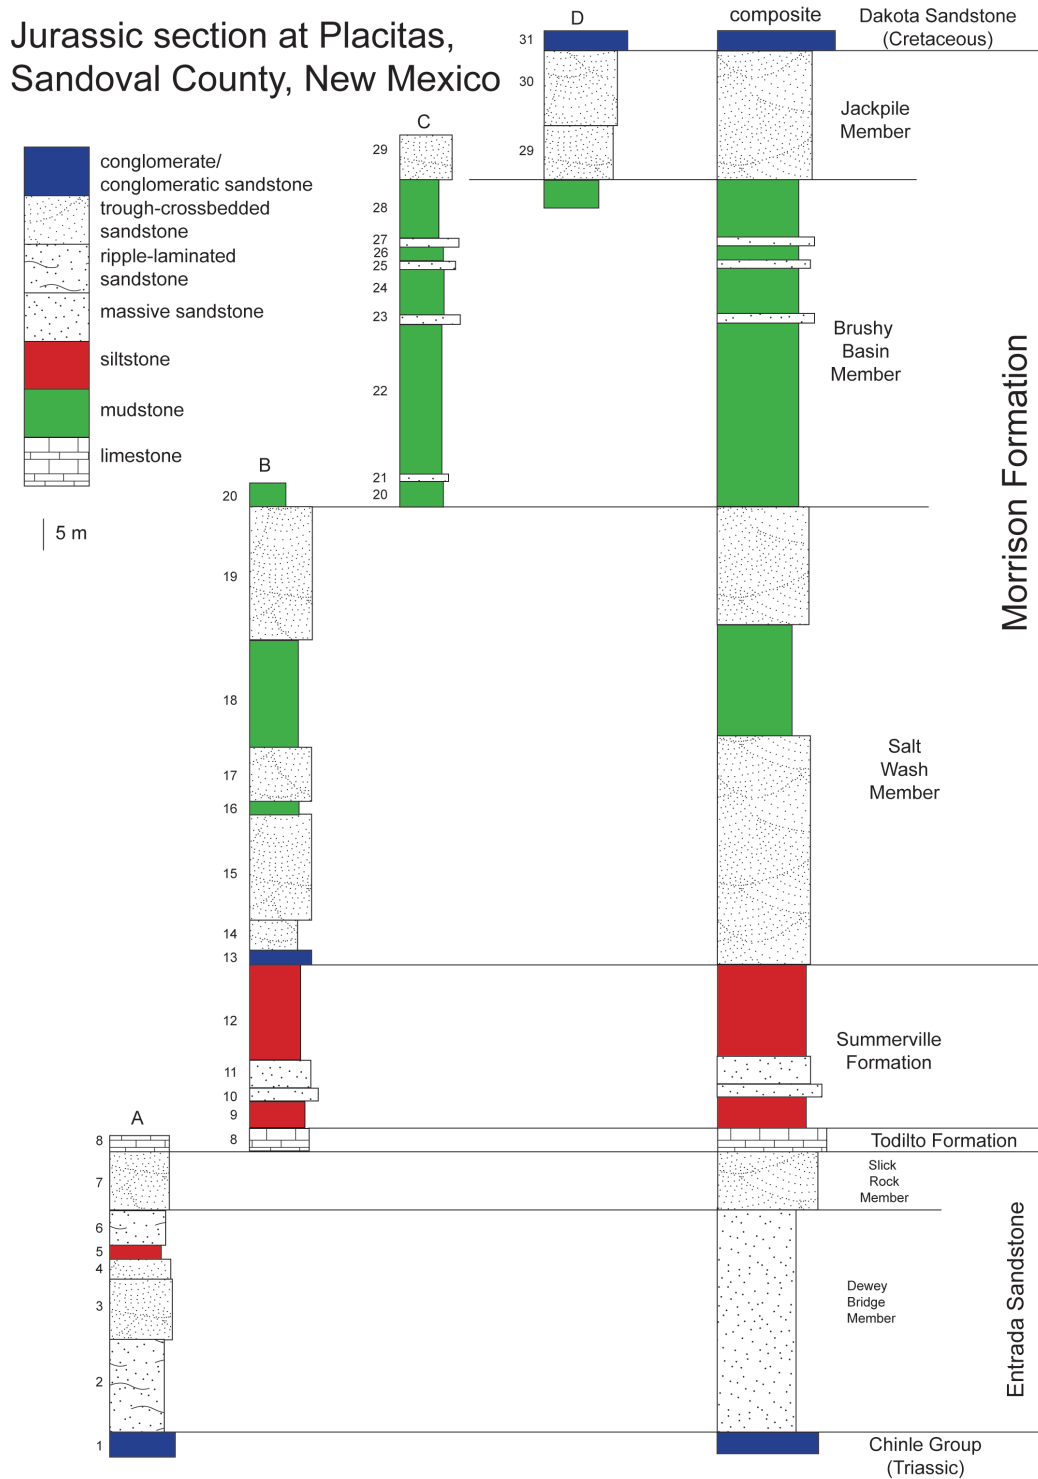 Jurassic section at Placitas,
Sandoval County, New Mexico
conglomerate/
conglomeratic sandstone
trough-crossbedded
sandstone
ripple-laminated
sandstone
massive sandstone
siltstone
mudstone
limestone
5 m
A
8
7
6
5
4
3
2
1
B
20
19
18
17
16
15
14
13
12
11
10
9
8
C
29
28
27
26
25
24
23
22
21
20
D
31
30
29
composite
Dakota Sandstone
(Cretaceous)
Jackpile
Member
Brushy
Basin
Member
Salt
Wash
Member
Morrison Formation
Summerville
Formation
Todilto Formation
Slick
Rock
Member
Dewey
Bridge
Member
Entrada Sandstone
Chinle Group
(Triassic)